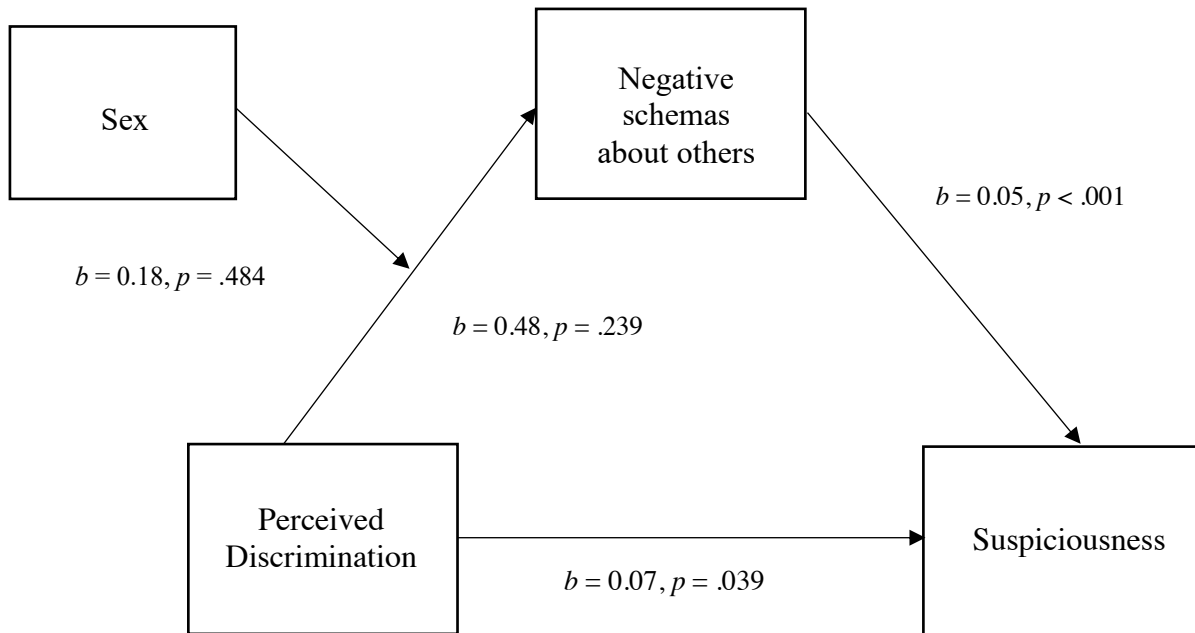 Sex
Negative
schemas
about others
b = 0.05, p < .001
b = 0.18, p = .484
b = 0.48, p = .239
Perceived
Discrimination
Suspiciousness
b = 0.07, p = .039